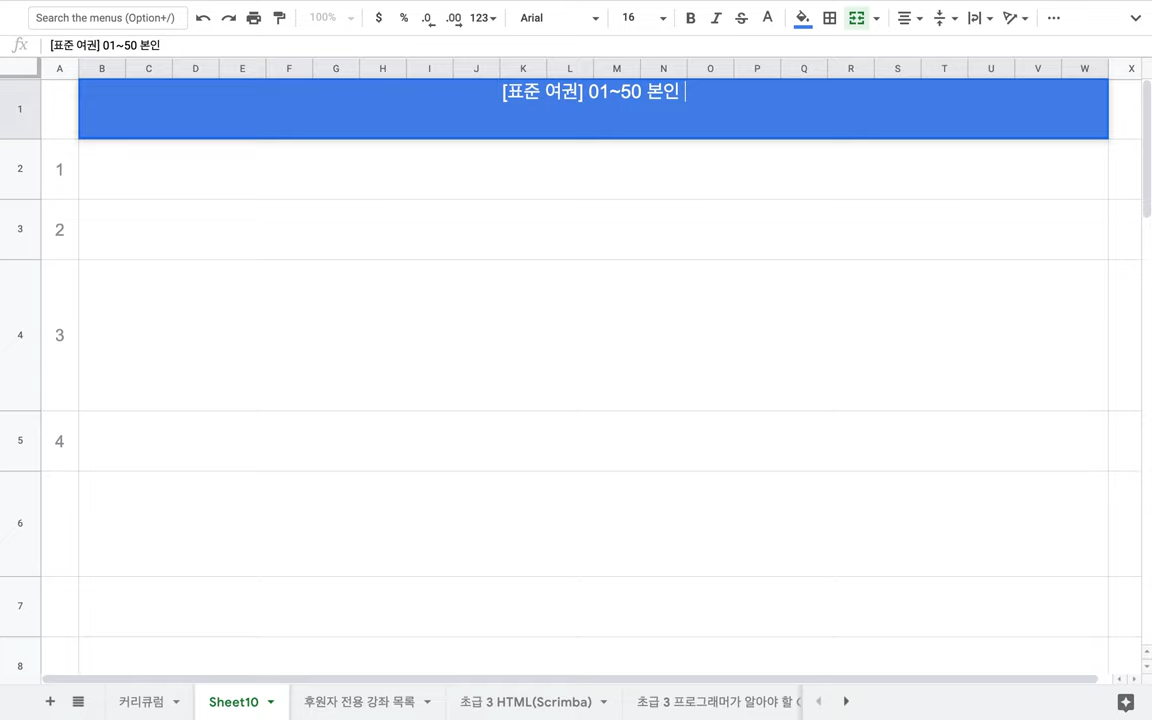 Search the menus (Option+/) 100% $ % .0 .00 123 Arial 16 B I S A
fx [표준 여권] 01~50 본인
A B C D E F G H I J K L M N O P Q R S T U V W X
1 [표준 여권] 01~50 본인
2 1
3 2
4 3
5 4
6
7
8
커리큐럼 Sheet10 후원자 전용 강좌 목록 초급 3 HTML(Scrimba) 초급 3 프로그래머가 알아야 할